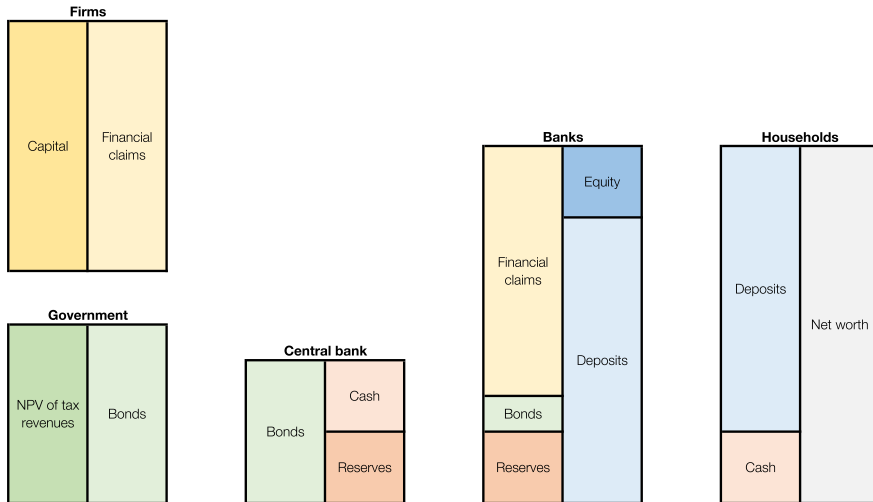 Firms
Capital
Financial
claims
Government
NPV of tax
revenues
Bonds
Central bank
Bonds
Cash
Reserves
Banks
Financial
claims
Bonds
Reserves
Equity
Deposits
Households
Deposits
Cash
Net worth